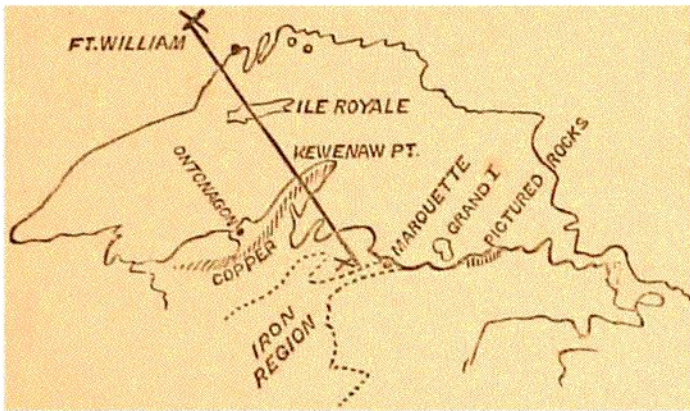 FT. WILLIAM
ILE ROYALE
KEWENAW PT.
ONTONAGON
COPPER
MARQUETTE
GRAND I
PICTURED ROCKS
IRON
REGION